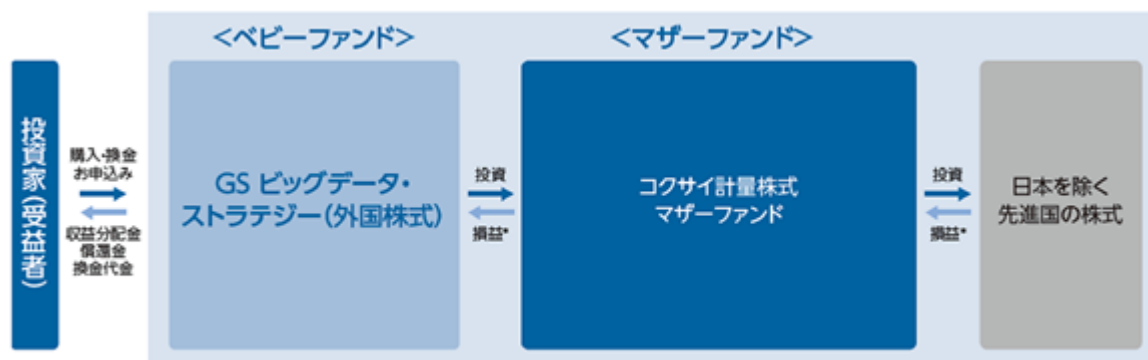 <ベビーファンド>
<マザーファンド>
投資家(受益者)
購入・換金
お申込み
収益分配金
償還金
換金代金
GS ビッグデータ・
ストラテジー(外国株式)
投資
損益*
コクサイ計量株式
マザーファンド
投資
損益*
日本を除く
先進国の株式